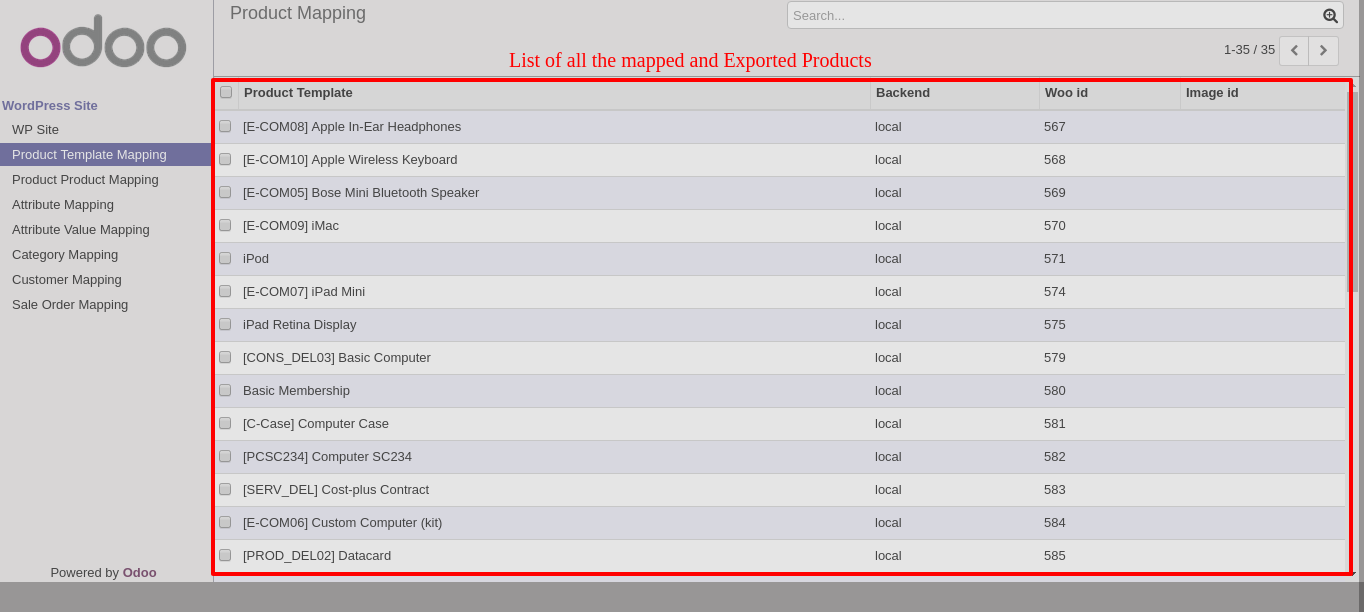 odoo
WordPress Site
WP Site
Product Template Mapping
Product Product Mapping
Attribute Mapping
Attribute Value Mapping
Category Mapping
Customer Mapping
Sale Order Mapping
Powered by Odoo
Product Mapping
Search...
List of all the mapped and Exported Products
1-35 / 35
Product Template Backend Woo id Image id
[E-COM08] Apple In-Ear Headphones local 567
[E-COM10] Apple Wireless Keyboard local 568
[E-COM05] Bose Mini Bluetooth Speaker local 569
[E-COM09] iMac local 570
iPod local 571
[E-COM07] iPad Mini local 574
iPad Retina Display local 575
[CONS_DEL03] Basic Computer local 579
Basic Membership local 580
[C-Case] Computer Case local 581
[PCSC234] Computer SC234 local 582
[SERV_DEL] Cost-plus Contract local 583
[E-COM06] Custom Computer (kit) local 584
[PROD_DEL02] Datacard local 585